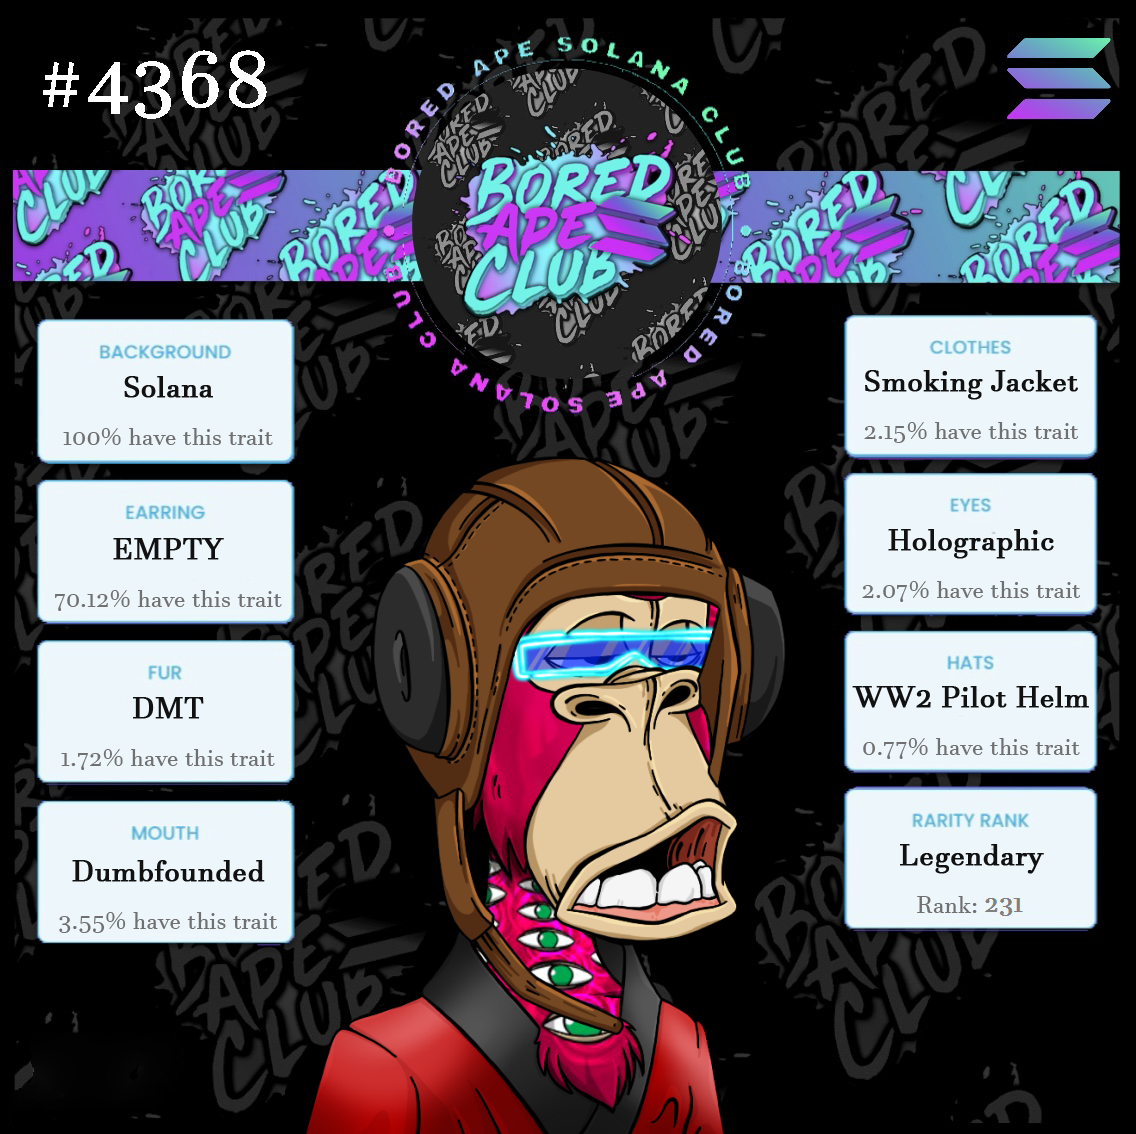 #4368
BORED APE SOLANA CLUB
BORED APE SOLANA CLUB
BORED
APE
CLUB
BACKGROUND
Solana
100% have this trait
EARRING
EMPTY
70.12% have this trait
FUR
DMT
1.72% have this trait
MOUTH
Dumbfounded
3.55% have this trait
CLOTHES
Smoking Jacket
2.15% have this trait
EYES
Holographic
2.07% have this trait
HATS
WW2 Pilot Helm
0.77% have this trait
RARITY RANK
Legendary
Rank: 231